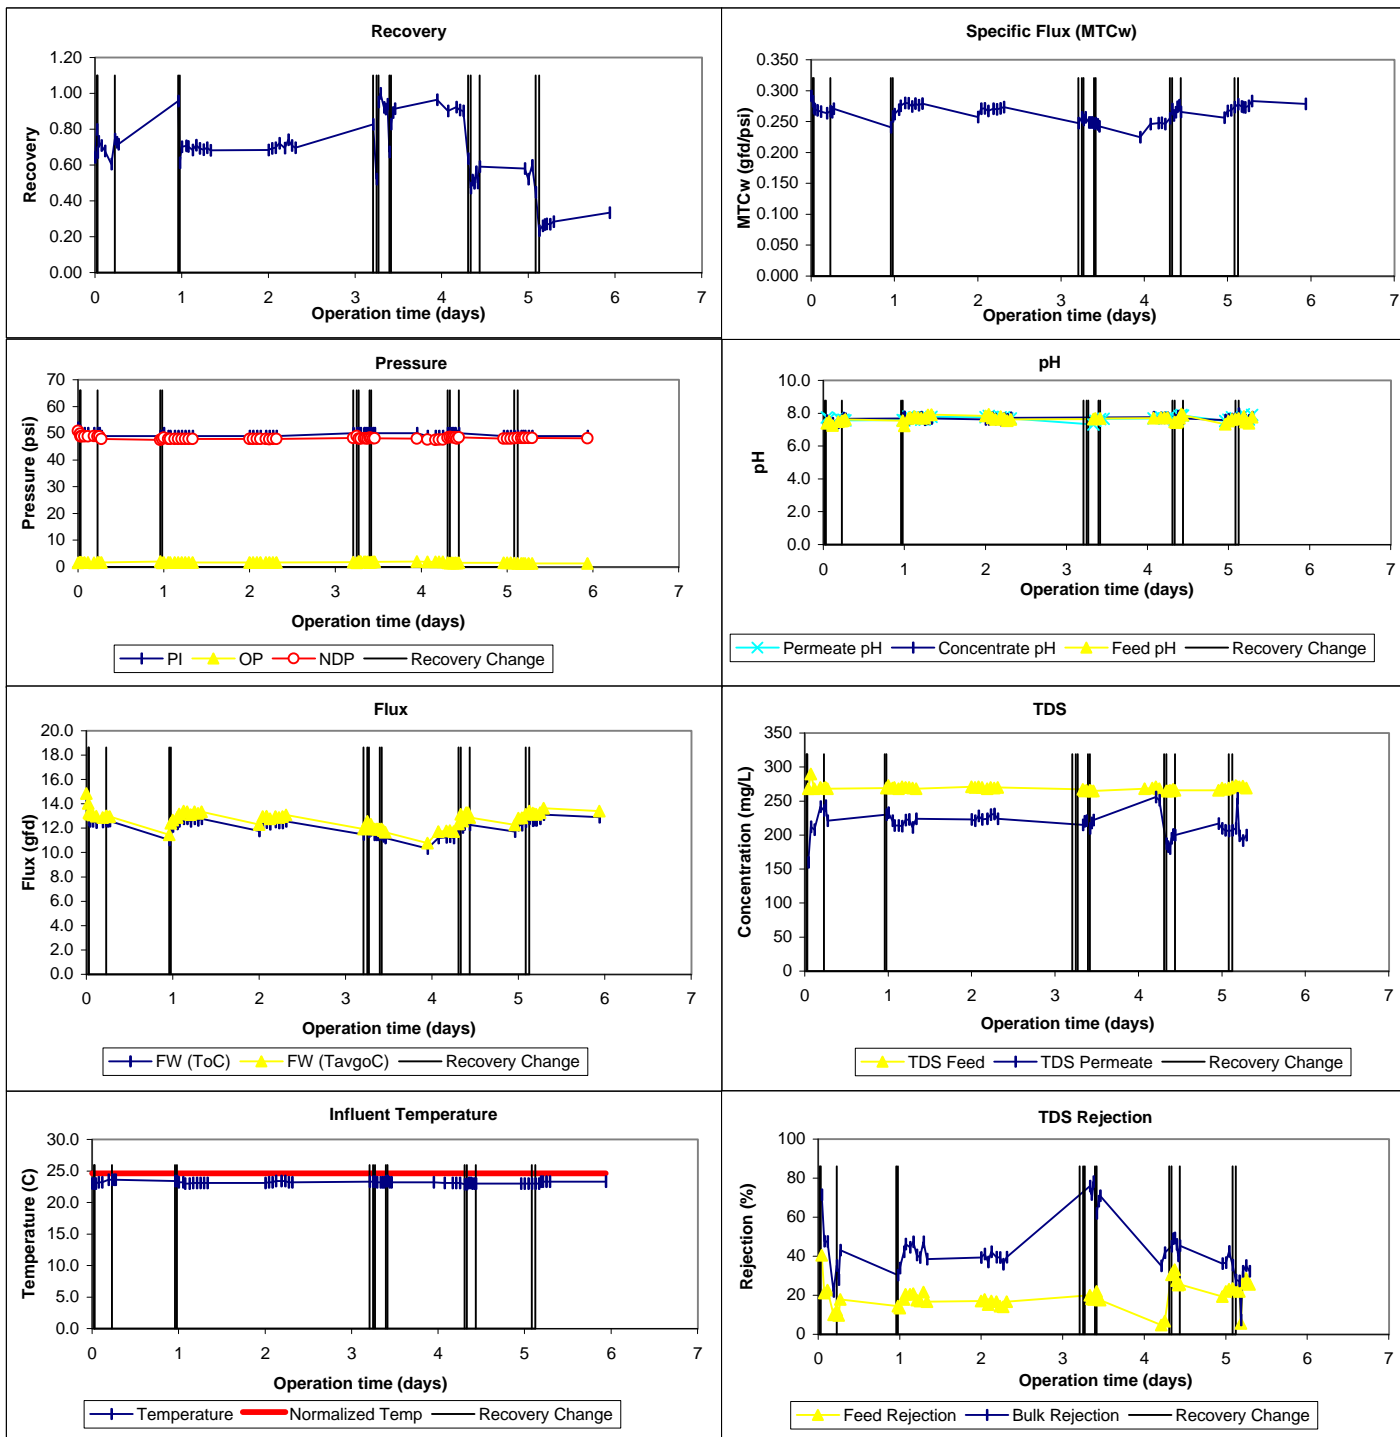 Recovery
1.20
1.00
0.80
0.60
0.40
0.20
0.00
Recovery
0 1 2 3 4 5 6 7
Operation time (days)
Specific Flux (MTCw)
0.350
0.300
0.250
0.200
0.150
0.100
0.050
0.000
MTCw (gfd/psi)
0 1 2 3 4 5 6 7
Operation time (days)
Pressure
70
60
50
40
30
20
10
0
Pressure (psi)
0 1 2 3 4 5 6 7
Operation time (days)
PI OP NDP Recovery Change
pH
10.0
8.0
6.0
4.0
2.0
0.0
pH
0 1 2 3 4 5 6 7
Operation time (days)
Permeate pH Concentrate pH Feed pH Recovery Change
Flux
20.0
18.0
16.0
14.0
12.0
10.0
8.0
6.0
4.0
2.0
0.0
Flux (gfd)
0 1 2 3 4 5 6 7
Operation time (days)
FW (ToC) FW (TavgoC) Recovery Change
TDS
350
300
250
200
150
100
50
0
Concentration (mg/L)
0 1 2 3 4 5 6 7
Operation time (days)
TDS Feed TDS Permeate Recovery Change
Influent Temperature
30.0
25.0
20.0
15.0
10.0
5.0
0.0
Temperature (C)
0 1 2 3 4 5 6 7
Operation time (days)
Temperature Normalized Temp Recovery Change
TDS Rejection
100
80
60
40
20
0
Rejection (%)
0 1 2 3 4 5 6 7
Operation time (days)
Feed Rejection Bulk Rejection Recovery Change